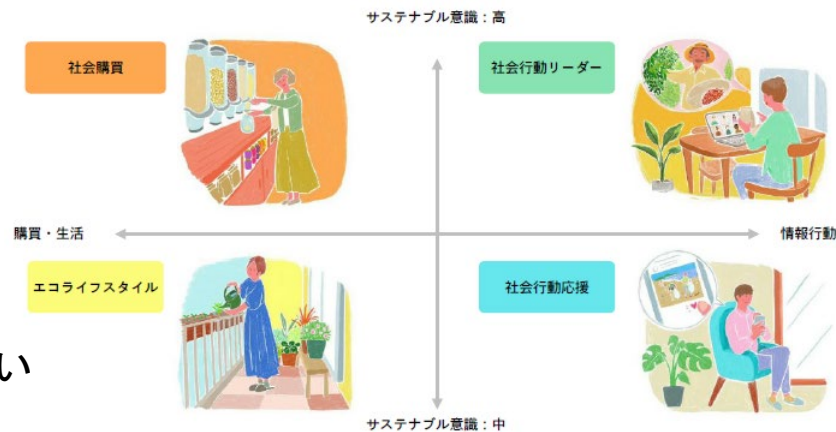 サステナブル意識：高
社会購買
社会行動リーダー
購買・生活
情報行動
エコライフスタイル
社会行動応援
い
サステナブル意識：中